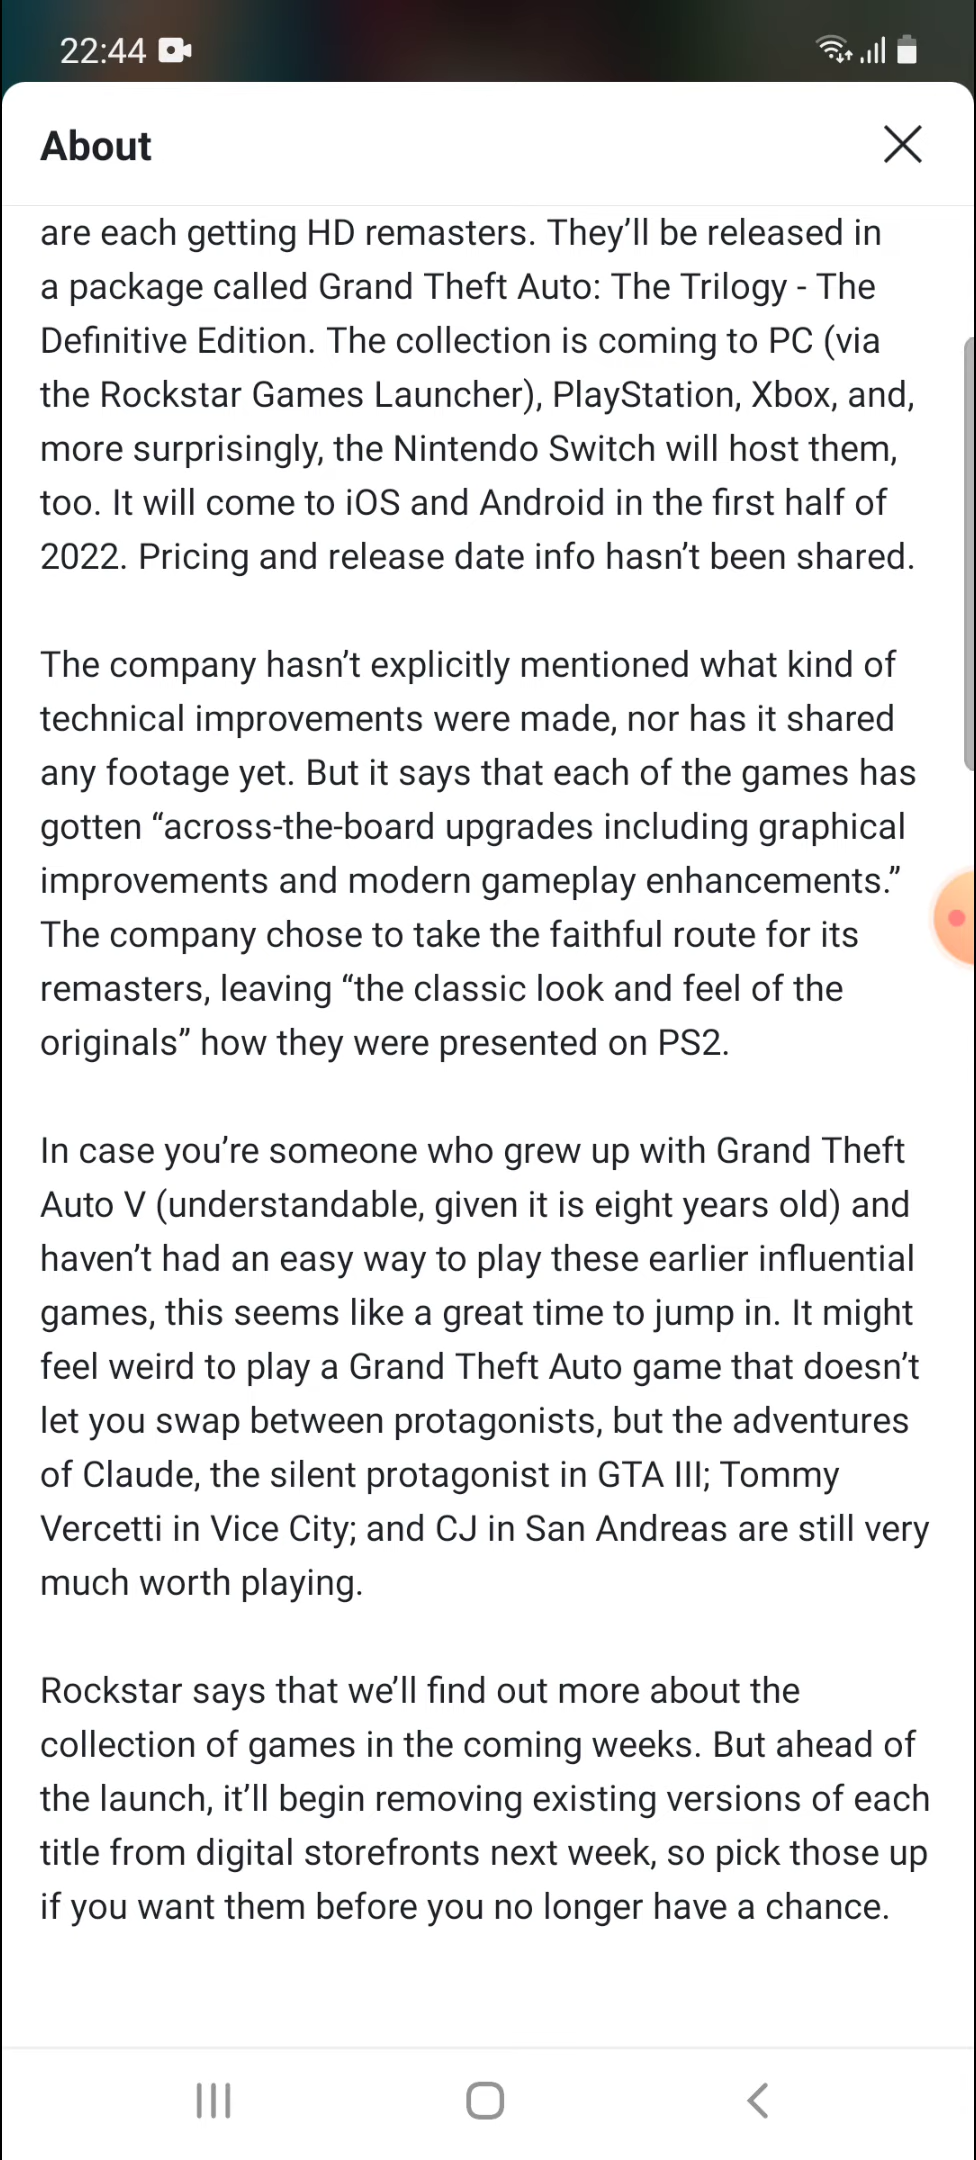 22:44
About
are each getting HD remasters. They’ll be released in
a package called Grand Theft Auto: The Trilogy - The
Definitive Edition. The collection is coming to PC (via
the Rockstar Games Launcher), PlayStation, Xbox, and,
more surprisingly, the Nintendo Switch will host them,
too. It will come to iOS and Android in the first half of
2022. Pricing and release date info hasn’t been shared.
The company hasn’t explicitly mentioned what kind of
technical improvements were made, nor has it shared
any footage yet. But it says that each of the games has
gotten “across-the-board upgrades including graphical
improvements and modern gameplay enhancements.”
The company chose to take the faithful route for its
remasters, leaving “the classic look and feel of the
originals” how they were presented on PS2.
In case you’re someone who grew up with Grand Theft
Auto V (understandable, given it is eight years old) and
haven’t had an easy way to play these earlier influential
games, this seems like a great time to jump in. It might
feel weird to play a Grand Theft Auto game that doesn’t
let you swap between protagonists, but the adventures
of Claude, the silent protagonist in GTA III; Tommy
Vercetti in Vice City; and CJ in San Andreas are still very
much worth playing.
Rockstar says that we’ll find out more about the
collection of games in the coming weeks. But ahead of
the launch, it’ll begin removing existing versions of each
title from digital storefronts next week, so pick those up
if you want them before you no longer have a chance.